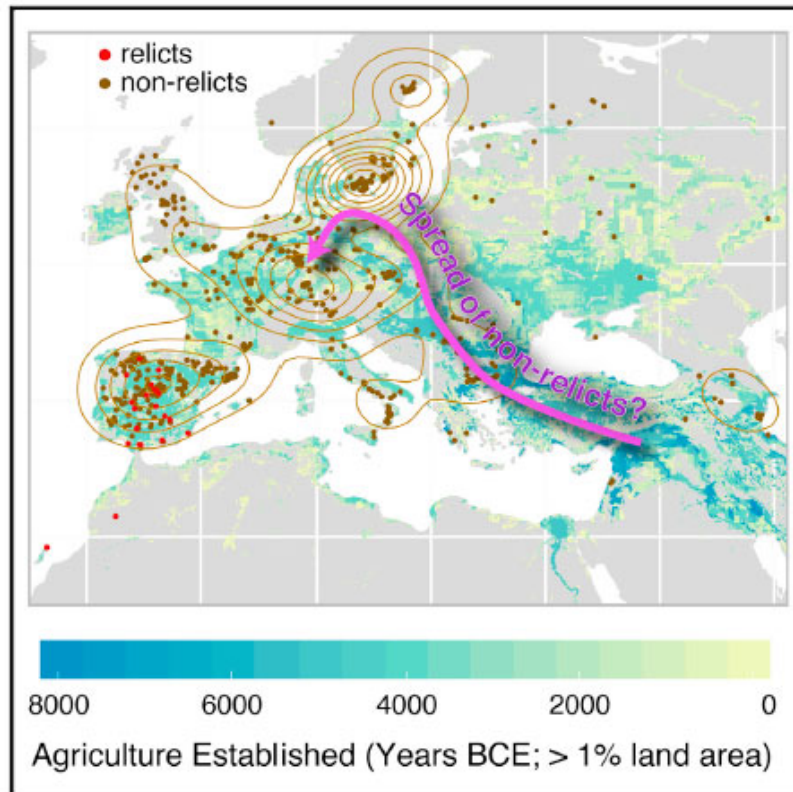 relicts
non-relicts
Spread of non-relicts?
8000 6000 4000 2000 0
Agriculture Established (Years BCE; > 1% land area)